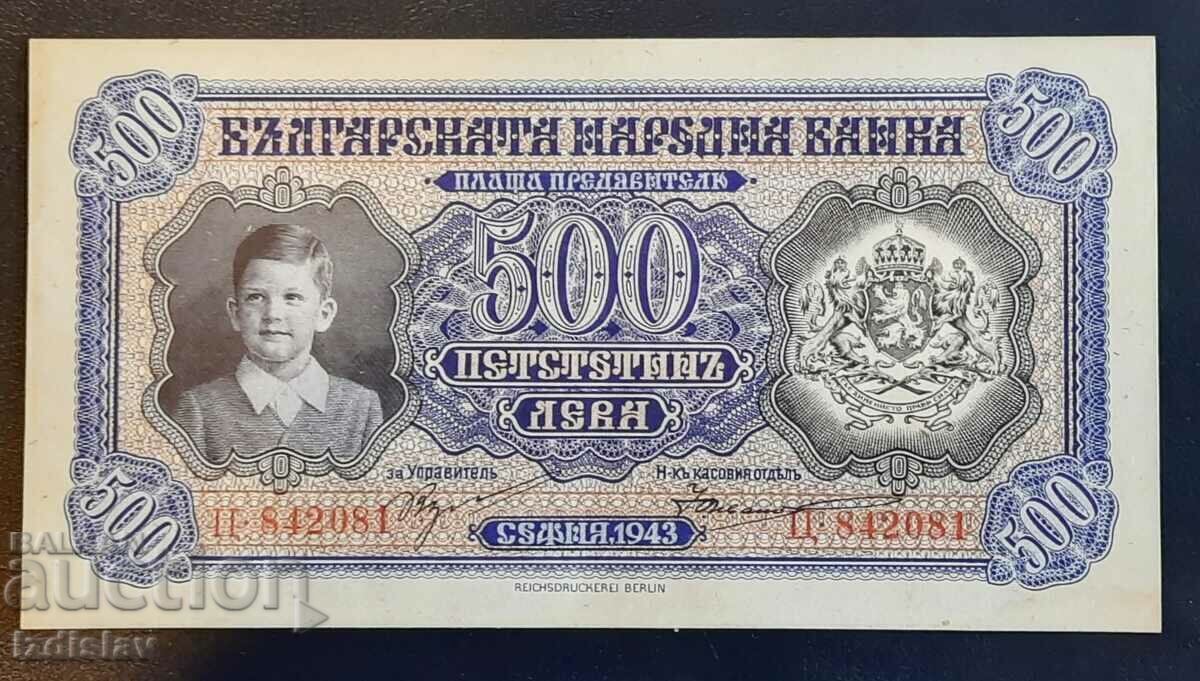 500
500
БЪЛГАРСКАТА НАРОДНА БАНКА
ПЛАЩА ПРЕДЯВИТЕЛЮ
500
ПЕТСТОТИНЪ
ЛЕВА
за Управитель
Н-къ касовия отдѣлъ
Ц·842081
Ц·842081
СОФИЯ, 1943
500
500
REICHSDRUCKEREI BERLIN
BALKAN
auction
Izdislav